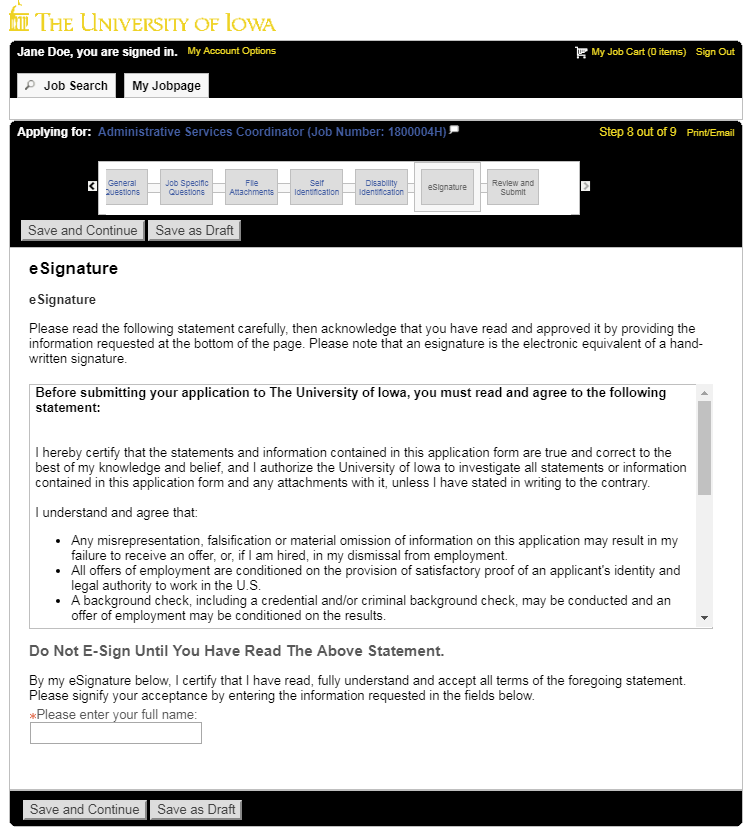 THE UNIVERSITY OF IOWA
Jane Doe, you are signed in. My Account Options My Job Cart (0 items) Sign Out
Job Search My Jobpage
Applying for: Administrative Services Coordinator (Job Number: 1800004H) Step 8 out of 9 Print/Email
General Questions
Job Specific Questions
File Attachments
Self Identification
Disability Identification
eSignature
Review and Submit
Save and Continue Save as Draft
eSignature
eSignature
Please read the following statement carefully, then acknowledge that you have read and approved it by providing the
information requested at the bottom of the page. Please note that an esignature is the electronic equivalent of a hand-
written signature.
Before submitting your application to The University of Iowa, you must read and agree to the following
statement:
I hereby certify that the statements and information contained in this application form are true and correct to the
best of my knowledge and belief, and I authorize the University of Iowa to investigate all statements or information
contained in this application form and any attachments with it, unless I have stated in writing to the contrary.
I understand and agree that:
• Any misrepresentation, falsification or material omission of information on this application may result in my
failure to receive an offer, or, if I am hired, in my dismissal from employment.
• All offers of employment are conditioned on the provision of satisfactory proof of an applicant's identity and
legal authority to work in the U.S.
• A background check, including a credential and/or criminal background check, may be conducted and an
offer of employment may be conditioned on the results.
Do Not E-Sign Until You Have Read The Above Statement.
By my eSignature below, I certify that I have read, fully understand and accept all terms of the foregoing statement.
Please signify your acceptance by entering the information requested in the fields below.
*Please enter your full name:
Save and Continue Save as Draft